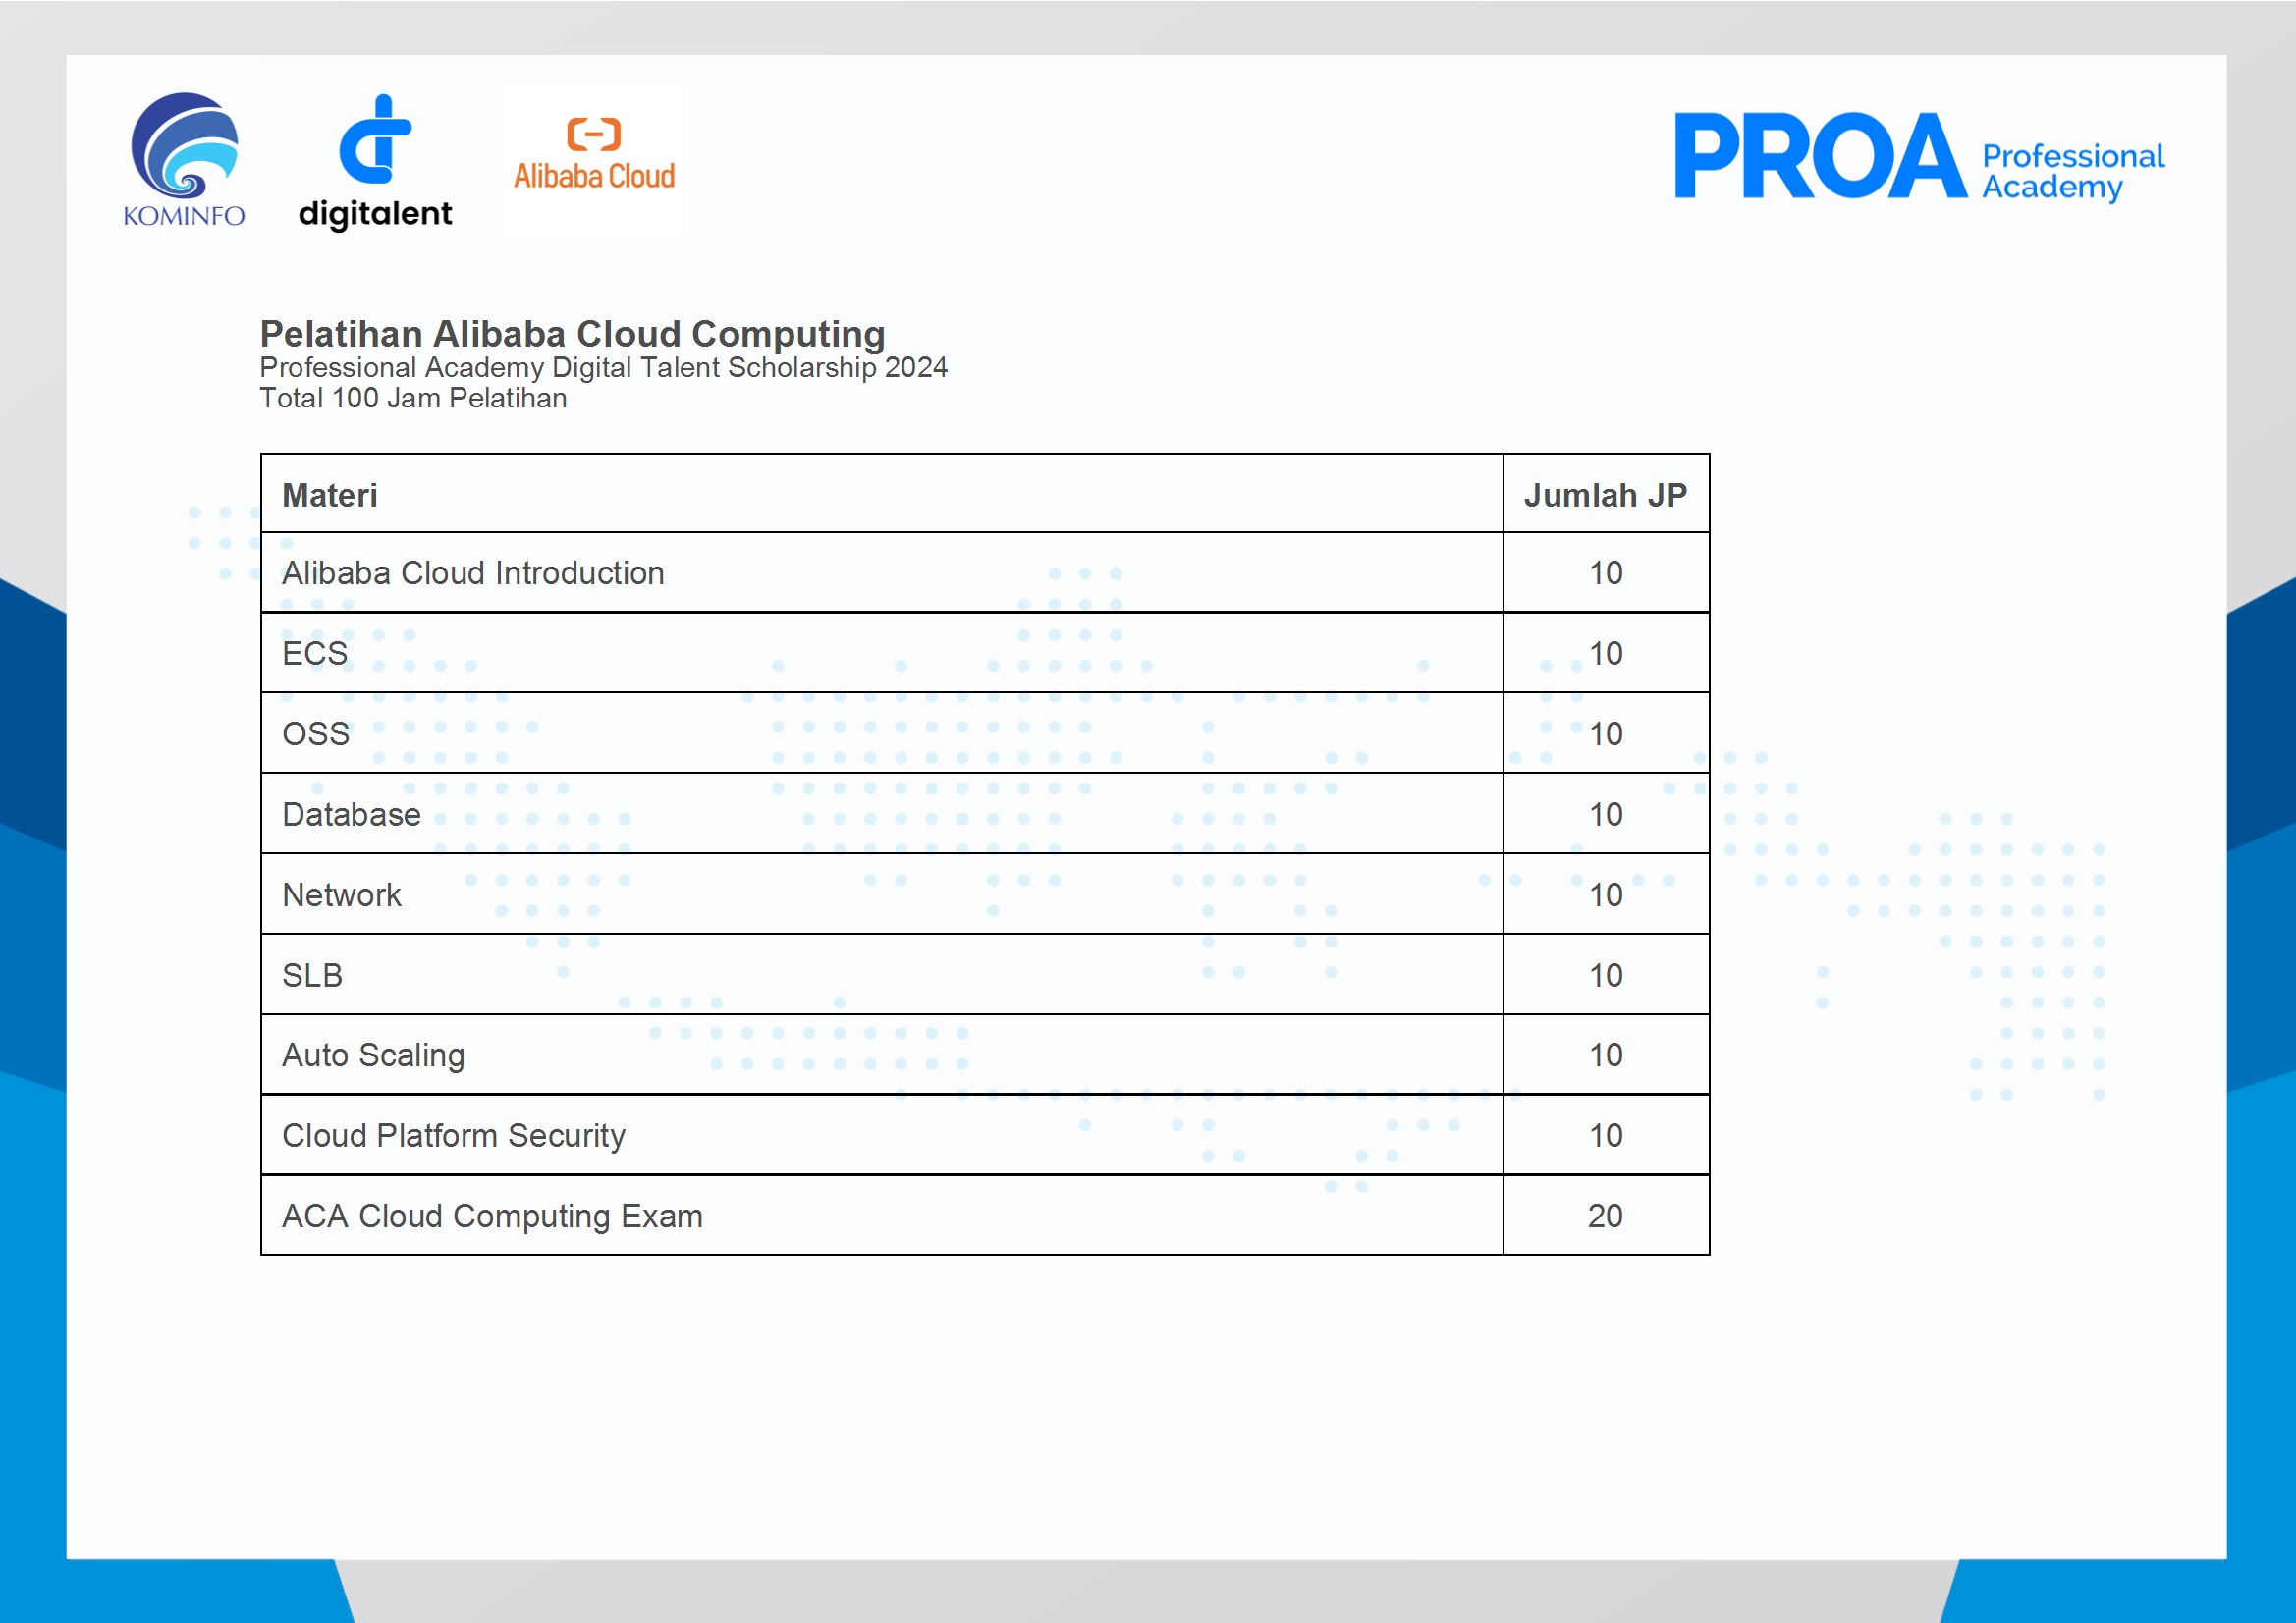 KOMINFO
digitalent
Alibaba Cloud
PROA Professional
Academy
Pelatihan Alibaba Cloud Computing
Professional Academy Digital Talent Scholarship 2024
Total 100 Jam Pelatihan
Materi Jumlah JP
Alibaba Cloud Introduction 10
ECS 10
OSS 10
Database 10
Network 10
SLB 10
Auto Scaling 10
Cloud Platform Security 10
ACA Cloud Computing Exam 20